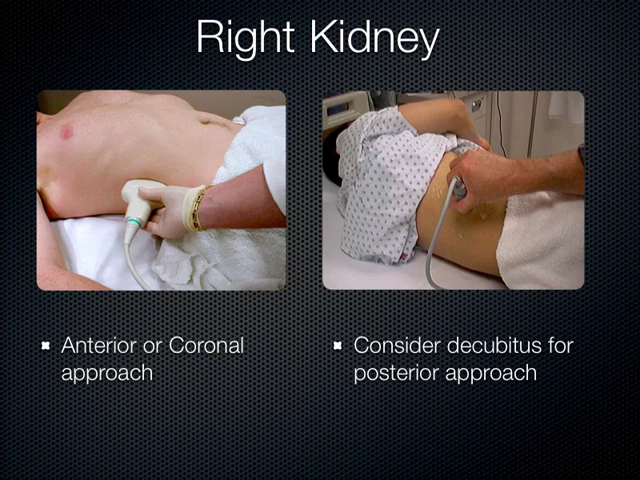 Right Kidney
Anterior or Coronal
approach
Consider decubitus for
posterior approach